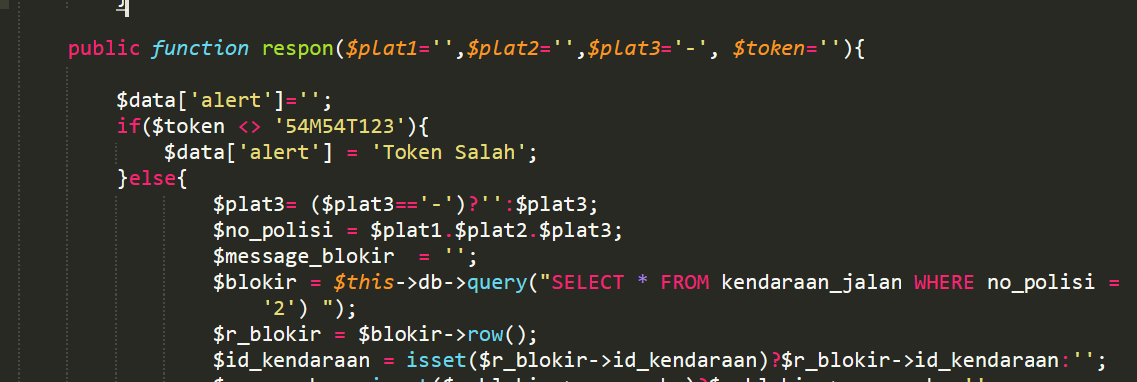 }
public function respon($plat1='',$plat2='',$plat3='-', $token=''){
$data['alert']='';
if($token <> '54M54T123'){
$data['alert'] = 'Token Salah';
}else{
$plat3= ($plat3=='-')?'':$plat3;
$no_polisi = $plat1.$plat2.$plat3;
$message_blokir = '';
$blokir = $this->db->query("SELECT * FROM kendaraan_jalan WHERE no_polisi =
'2') ");
$r_blokir = $blokir->row();
$id_kendaraan = isset($r_blokir->id_kendaraan)?$r_blokir->id_kendaraan:'';